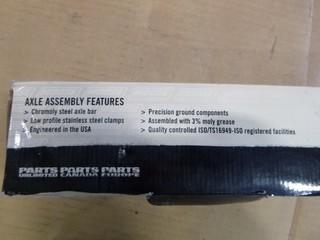 AXLE ASSEMBLY FEATURES
> Chromoly steel axle bar
> Low profile stainless steel clamps
> Engineered in the USA
> Precision ground components
> Assembled with 3% moly grease
> Quality controlled ISO/TS16949-ISO registered facilities
PARTS PARTS PARTS
UNLIMITED CANADA EUROPE